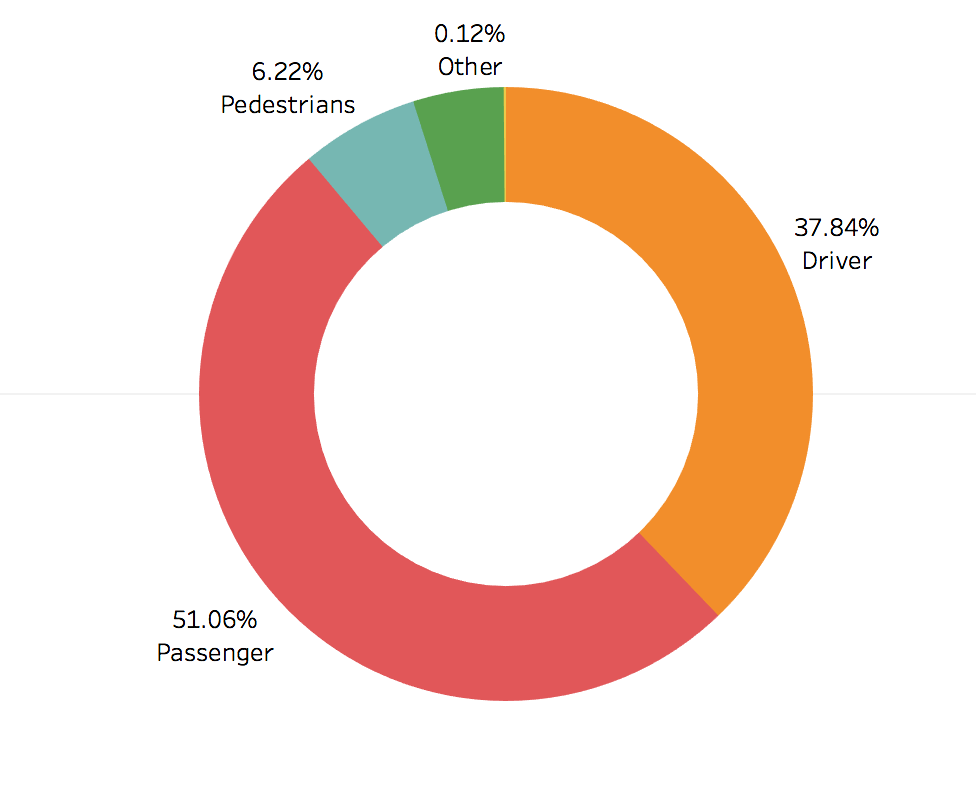 0.12%
Other
6.22%
Pedestrians
37.84%
Driver
51.06%
Passenger